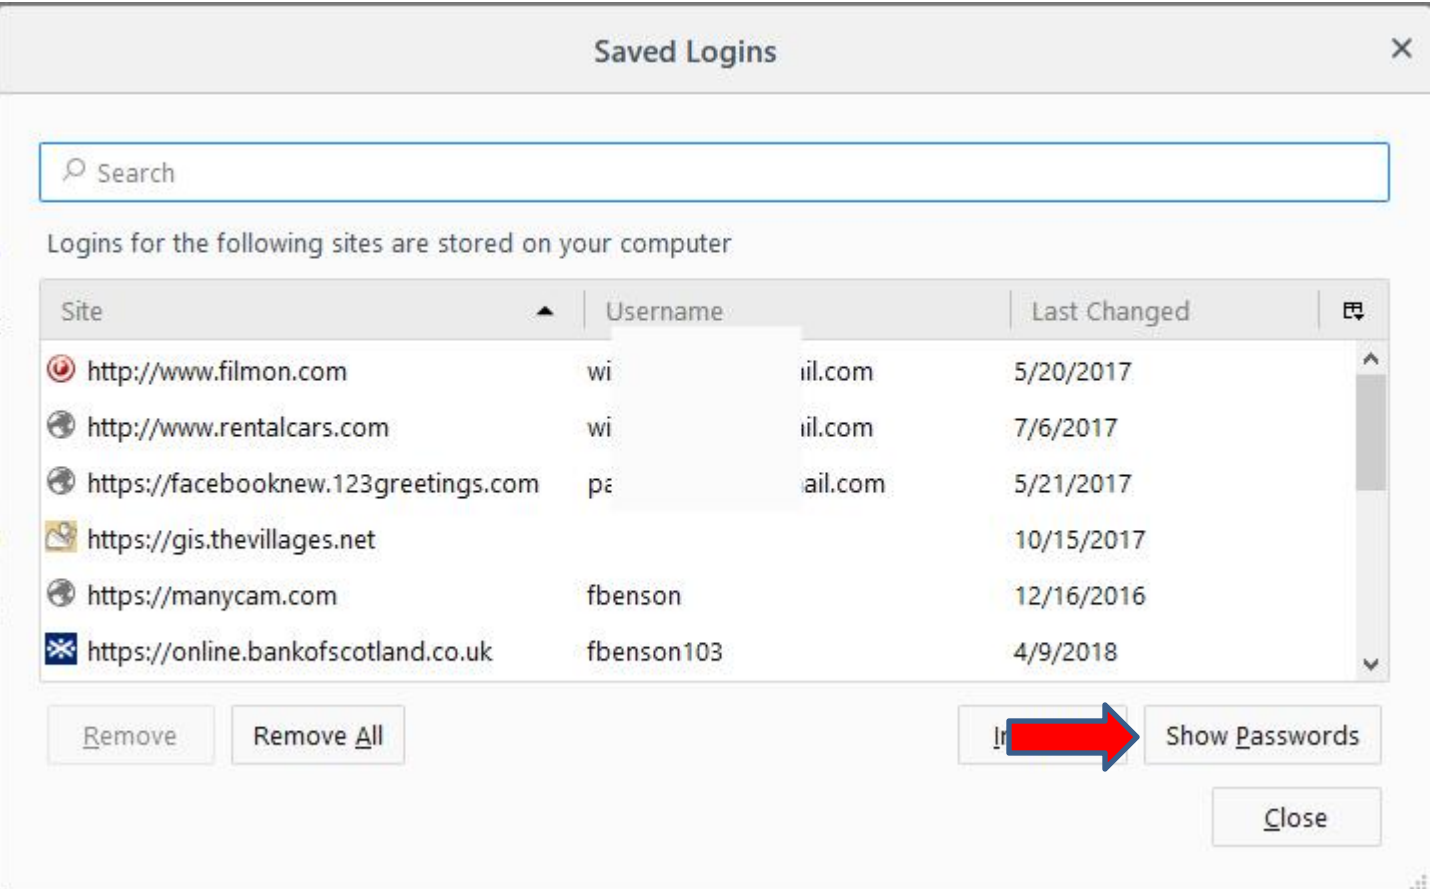 Saved Logins
Search
Logins for the following sites are stored on your computer
Site Username Last Changed
http://www.filmon.com wi il.com 5/20/2017
http://www.rentalcars.com wi il.com 7/6/2017
https://facebooknew.123greetings.com pa ail.com 5/21/2017
https://gis.thevillages.net 10/15/2017
https://manycam.com fbenson 12/16/2016
https://online.bankofscotland.co.uk fbenson103 4/9/2018
Remove Remove All Show Passwords
Close